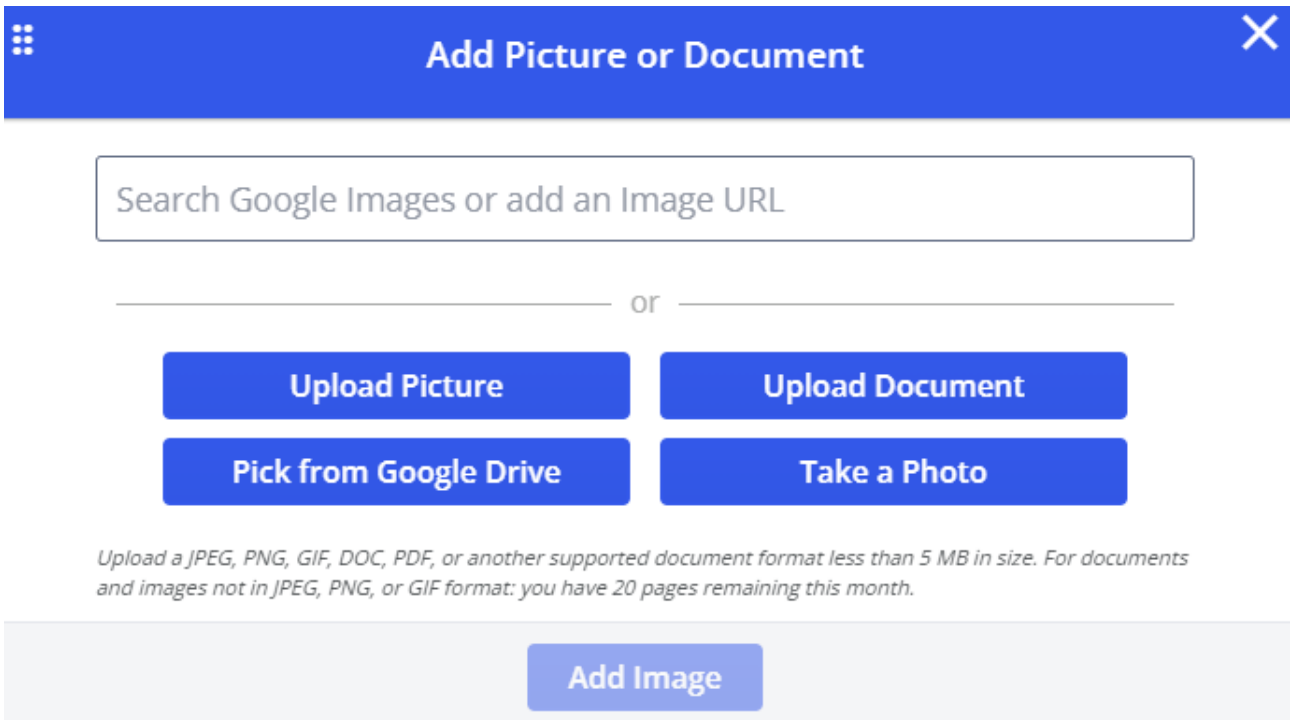 Add Picture or Document
Search Google Images or add an Image URL
or
Upload Picture
Upload Document
Pick from Google Drive
Take a Photo
Upload a JPEG, PNG, GIF, DOC, PDF, or another supported document format less than 5 MB in size. For documents
and images not in JPEG, PNG, or GIF format: you have 20 pages remaining this month.
Add Image